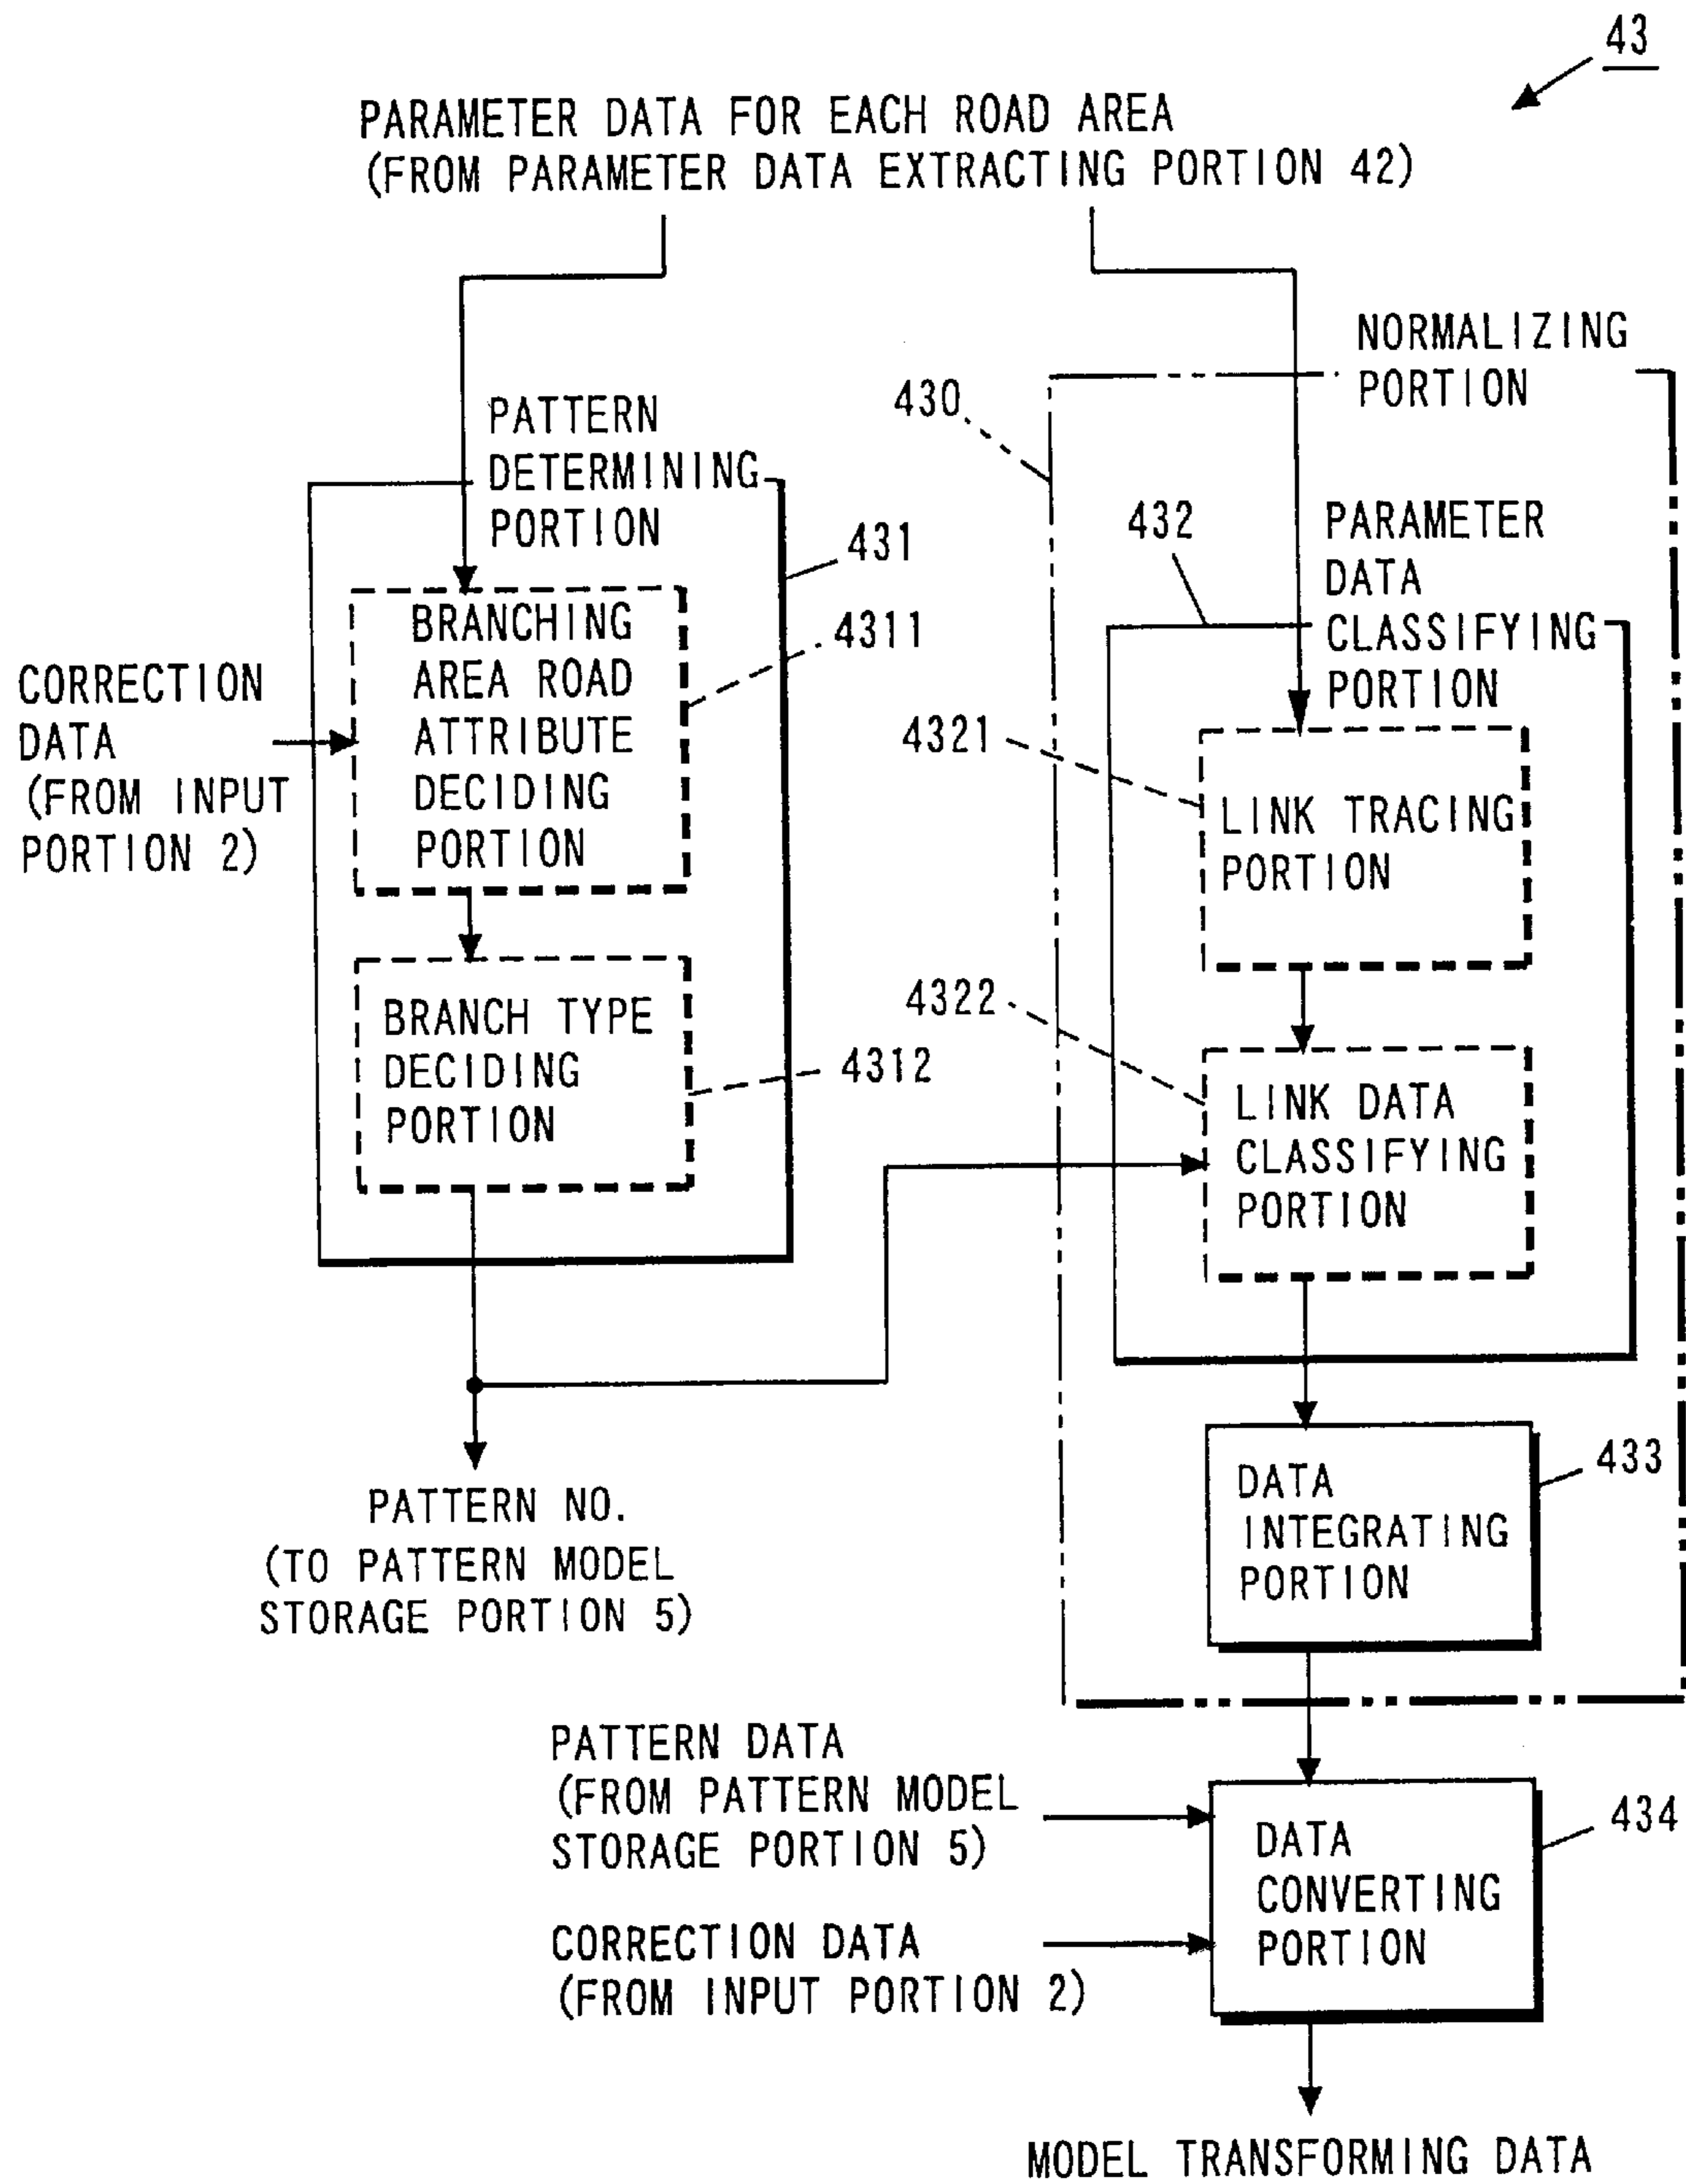 43
PARAMETER DATA FOR EACH ROAD AREA
(FROM PARAMETER DATA EXTRACTING PORTION 42)
NORMALIZING
PORTION
430
PATTERN
DETERMINING
PORTION
431
432
PARAMETER
DATA
CLASSIFYING
PORTION
BRANCHING
AREA ROAD
ATTRIBUTE
DECIDING
PORTION
4311
CORRECTION
DATA
(FROM INPUT
PORTION 2)
4321
LINK TRACING
PORTION
BRANCH TYPE
DECIDING
PORTION
4312
4322
LINK DATA
CLASSIFYING
PORTION
PATTERN NO.
(TO PATTERN MODEL
STORAGE PORTION 5)
DATA
INTEGRATING
PORTION
433
PATTERN DATA
(FROM PATTERN MODEL
STORAGE PORTION 5)
CORRECTION DATA
(FROM INPUT PORTION 2)
DATA
CONVERTING
PORTION
434
MODEL TRANSFORMING DATA